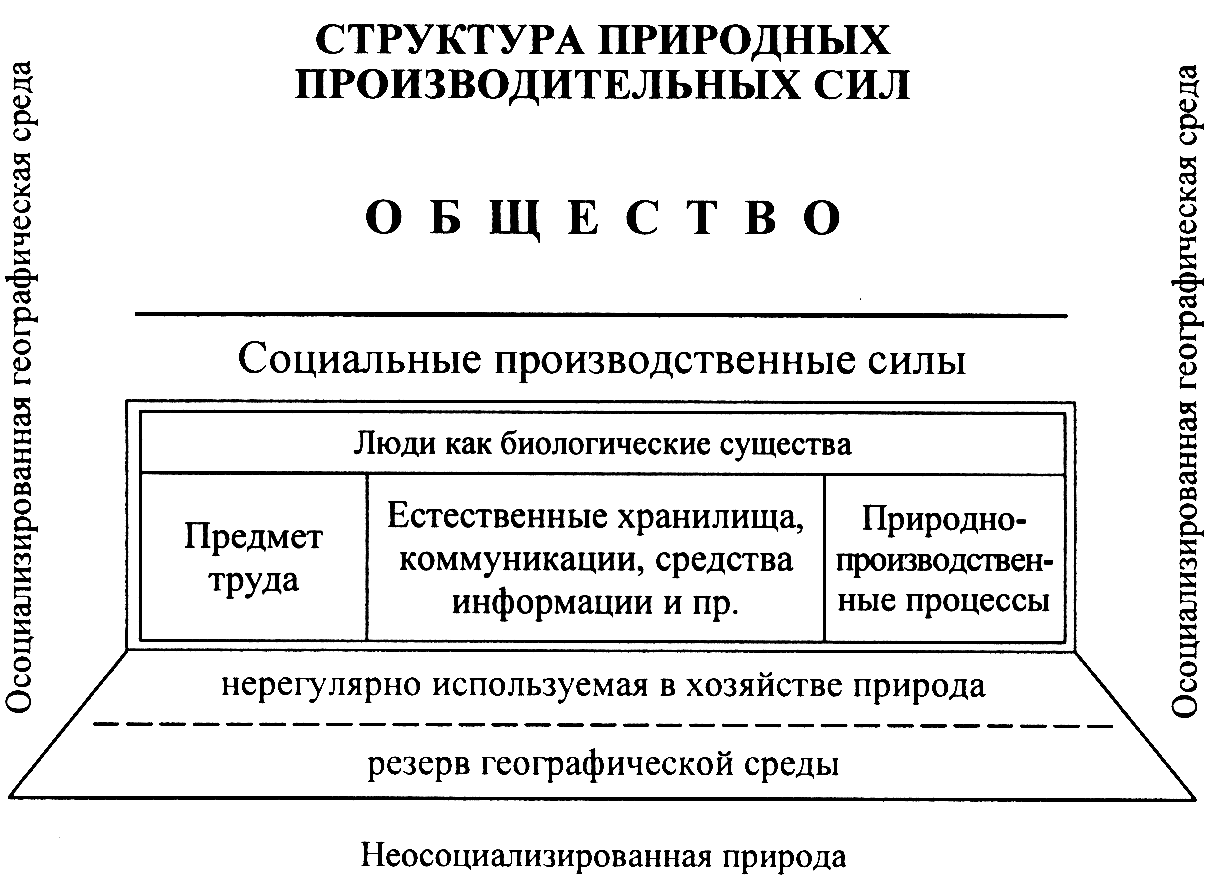 СТРУКТУРА ПРИРОДНЫХ
ПРОИЗВОДИТЕЛЬНЫХ СИЛ
Осоциализированная географическая среда
ОБЩЕСТВО
Социальные производственные силы
Люди как биологические существа
Предмет
труда
Естественные хранилища,
коммуникации, средства
информации и пр.
Природно-
производствен-
ные процессы
нерегулярно используемая в хозяйстве природа
резерв географической среды
Неосоциализированная природа
Осоциализированная географическая среда